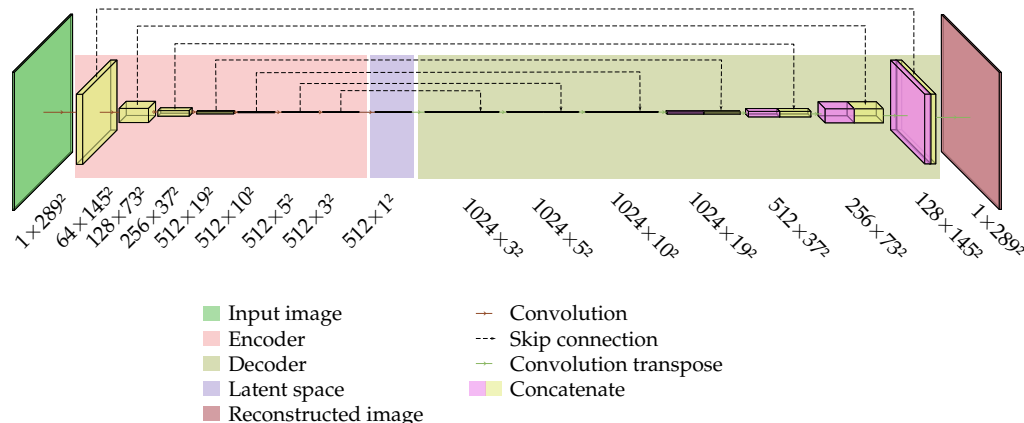 1×289²
64×145²
128×73²
256×37²
512×19²
512×10²
512×5²
512×3²
512×1²
1024×3²
1024×5²
1024×10²
1024×19²
512×37²
256×73²
128×145²
1×289²
Input image
Encoder
Decoder
Latent space
Reconstructed image
Convolution
Skip connection
Convolution transpose
Concatenate